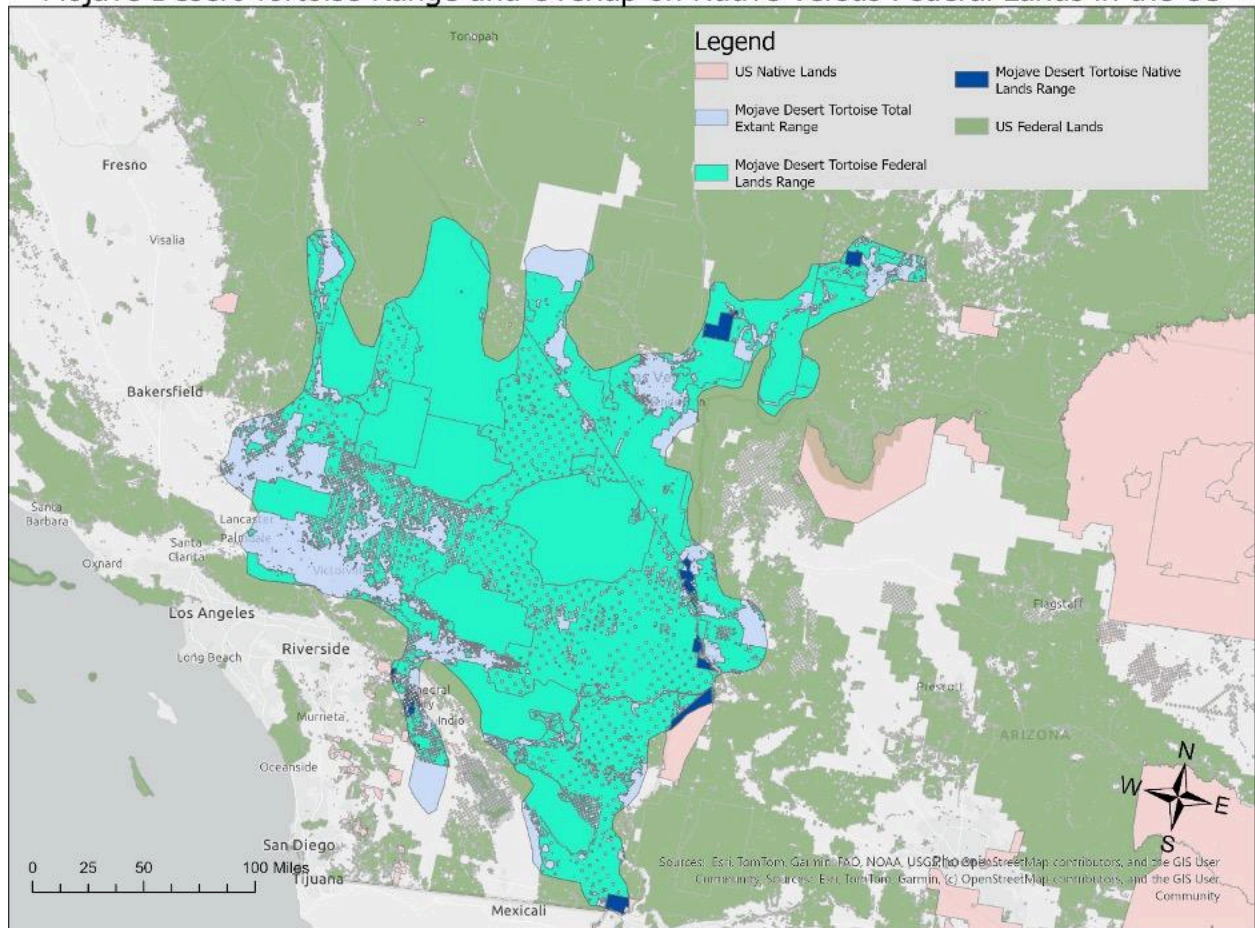 Mojave Desert Tortoise Range and Overlap on Native versus Federal Lands in the US
Legend
US Native Lands
Mojave Desert Tortoise Total
Extant Range
Mojave Desert Tortoise Federal
Lands Range
Mojave Desert Tortoise Native
Lands Range
US Federal Lands
Tonopah
Fresno
Visalia
Bakersfield
Santa
Barbara
Lancaster
Santa
Clarita
Oxnard
Los Angeles
Long Beach
Riverside
Murrieta
Indio
Oceanside
Flagstaff
Prescott
ARIZONA
N
W
E
S
San Diego
Tijuana
Mexicali
0 25 50 100 Miles
Sources: Esri, TomTom, Garmin, FAO, NOAA, USGS, © OpenStreetMap contributors, and the GIS User
Community, Sources: Esri, TomTom, Garmin, (c) OpenStreetMap contributors, and the GIS User
Community